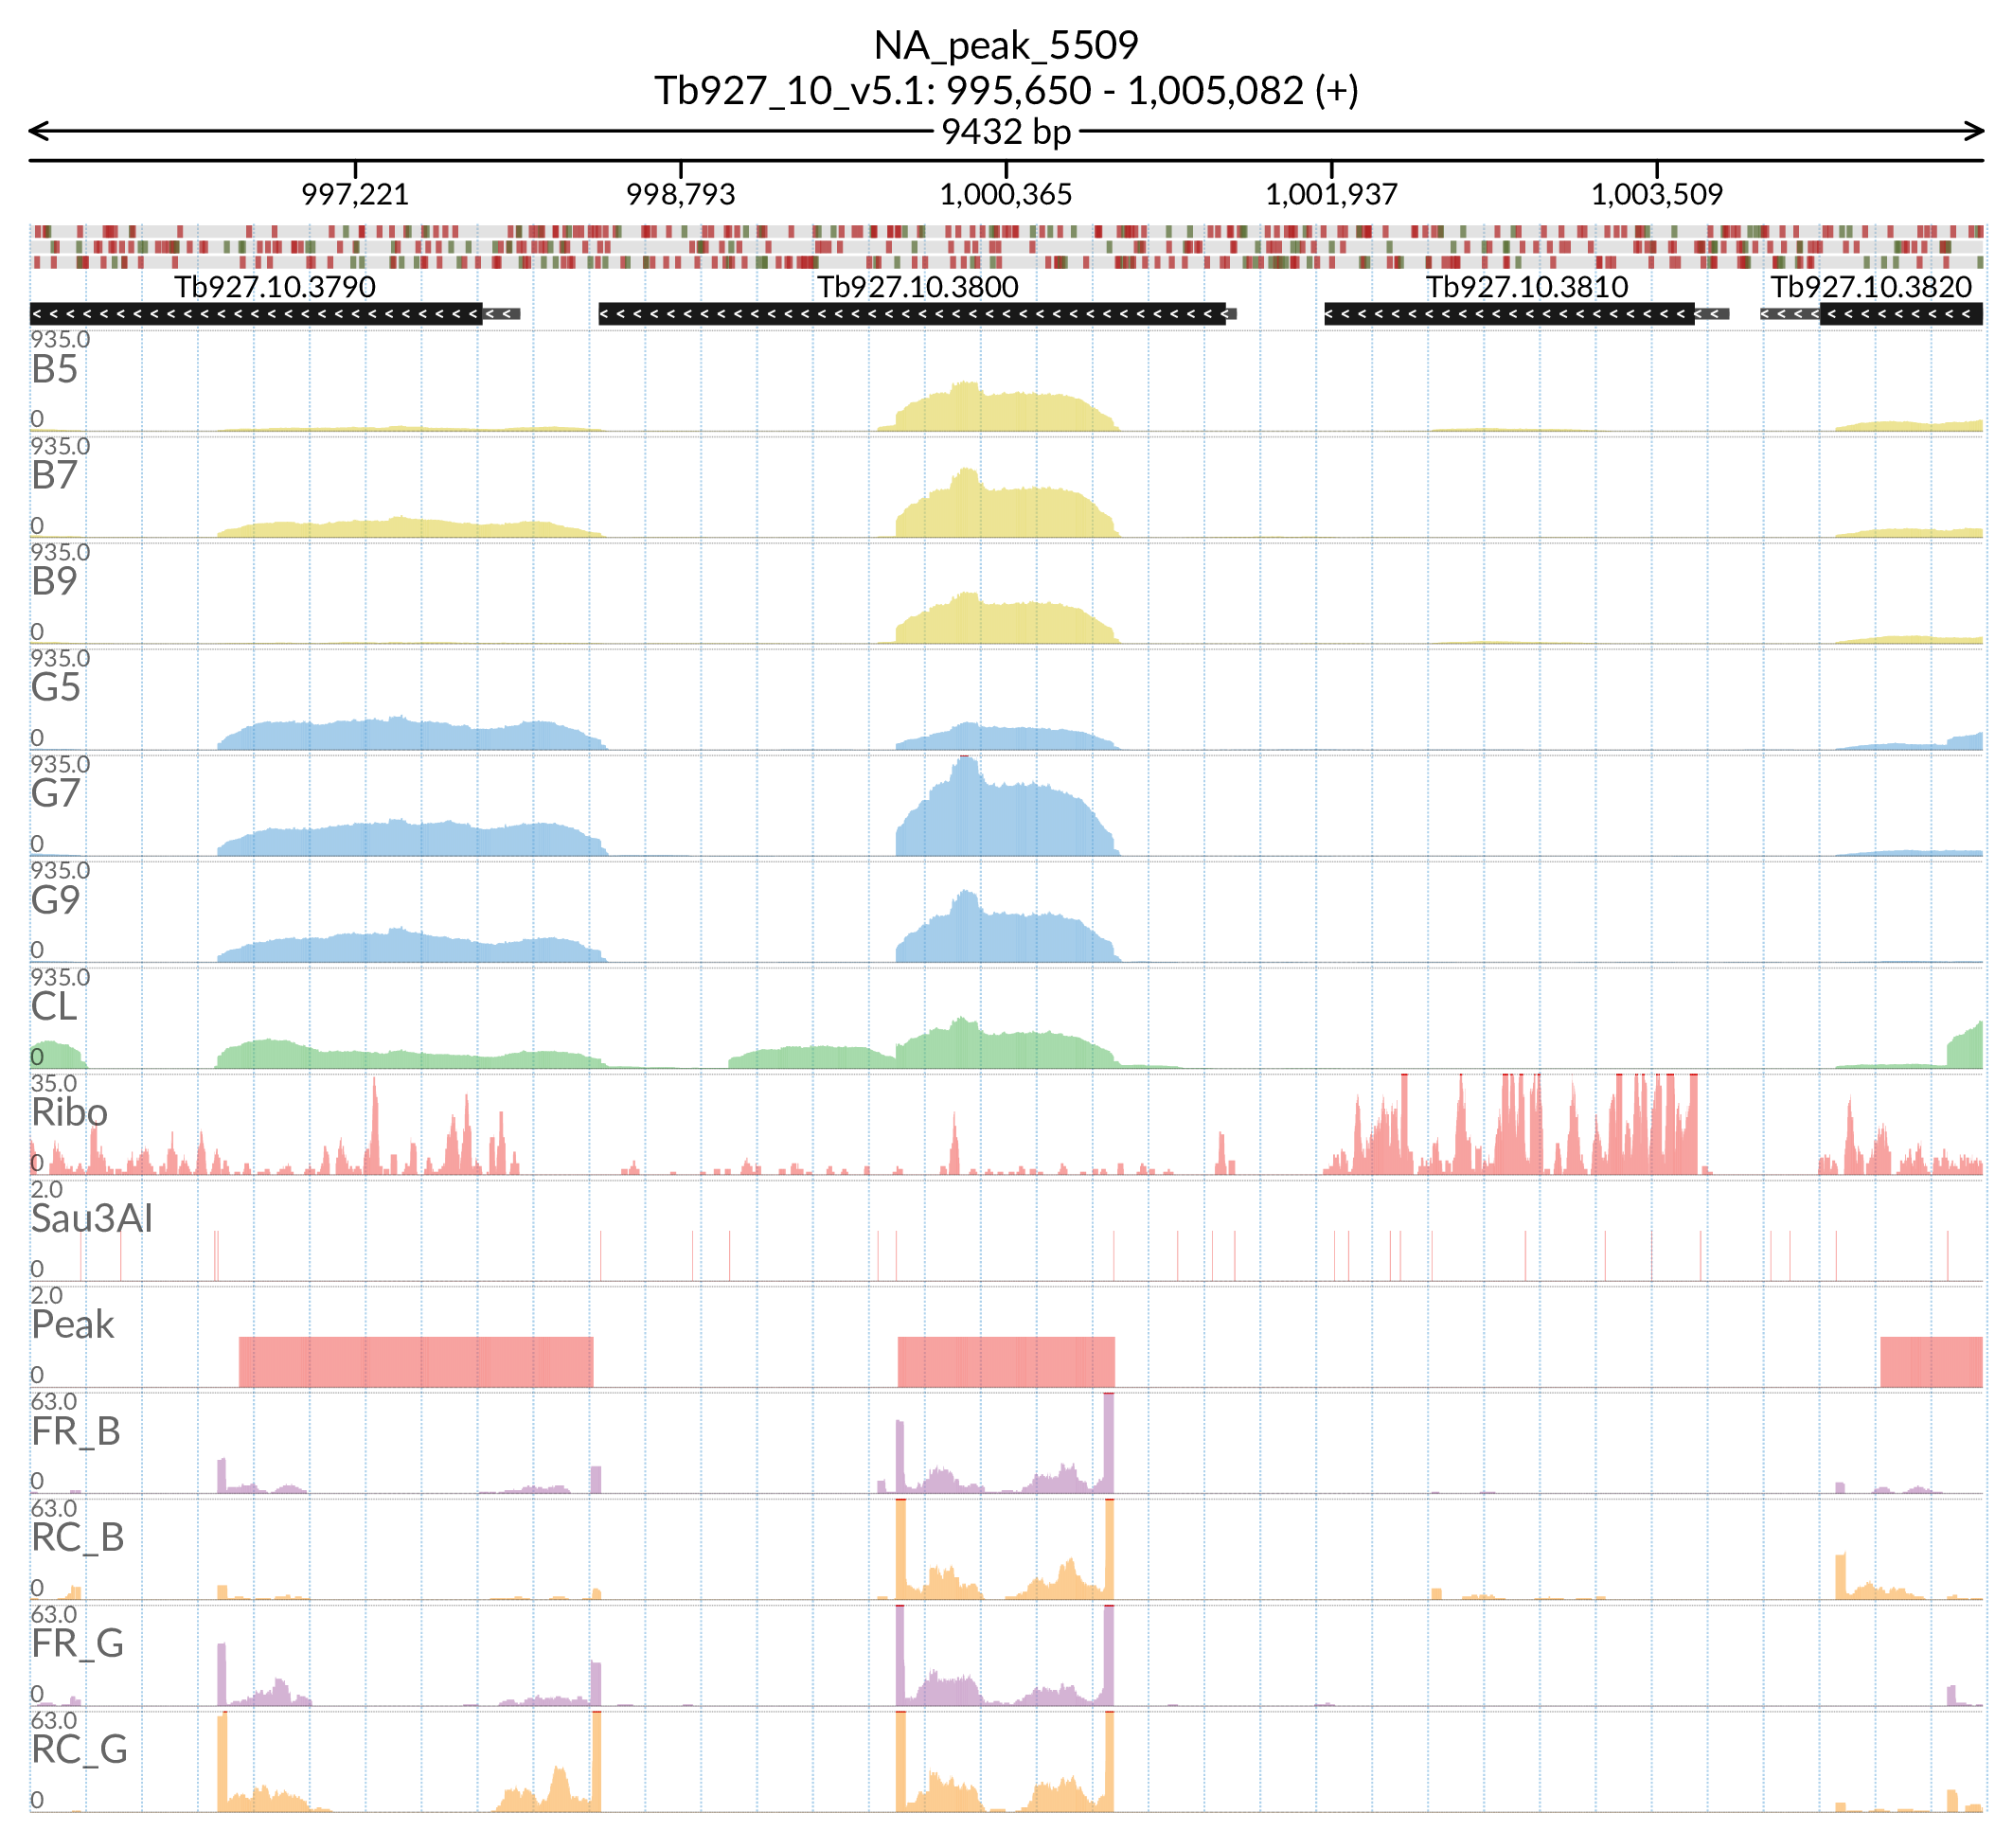 NA_peak_5509
Tb927_10_v5.1: 995,650 - 1,005,082 (+)
9432 bp
997,221 998,793 1,000,365 1,001,937 1,003,509
Tb927.10.3790 Tb927.10.3800 Tb927.10.3810 Tb927.10.3820
935.0
B5
0
935.0
B7
0
935.0
B9
0
935.0
G5
0
935.0
G7
0
935.0
G9
0
935.0
CL
0
35.0
Ribo
0
2.0
Sau3AI
0
2.0
Peak
0
63.0
FR_B
0
63.0
RC_B
0
63.0
FR_G
0
63.0
RC_G
0